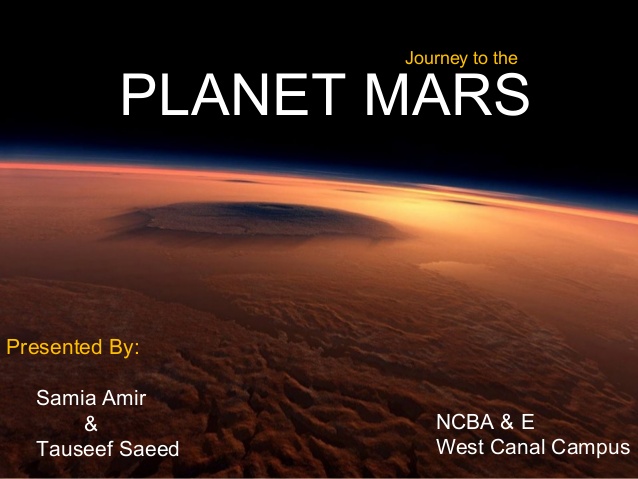 Journey to the
PLANET MARS
Presented By:
Samia Amir
&
Tauseef Saeed
NCBA & E
West Canal Campus